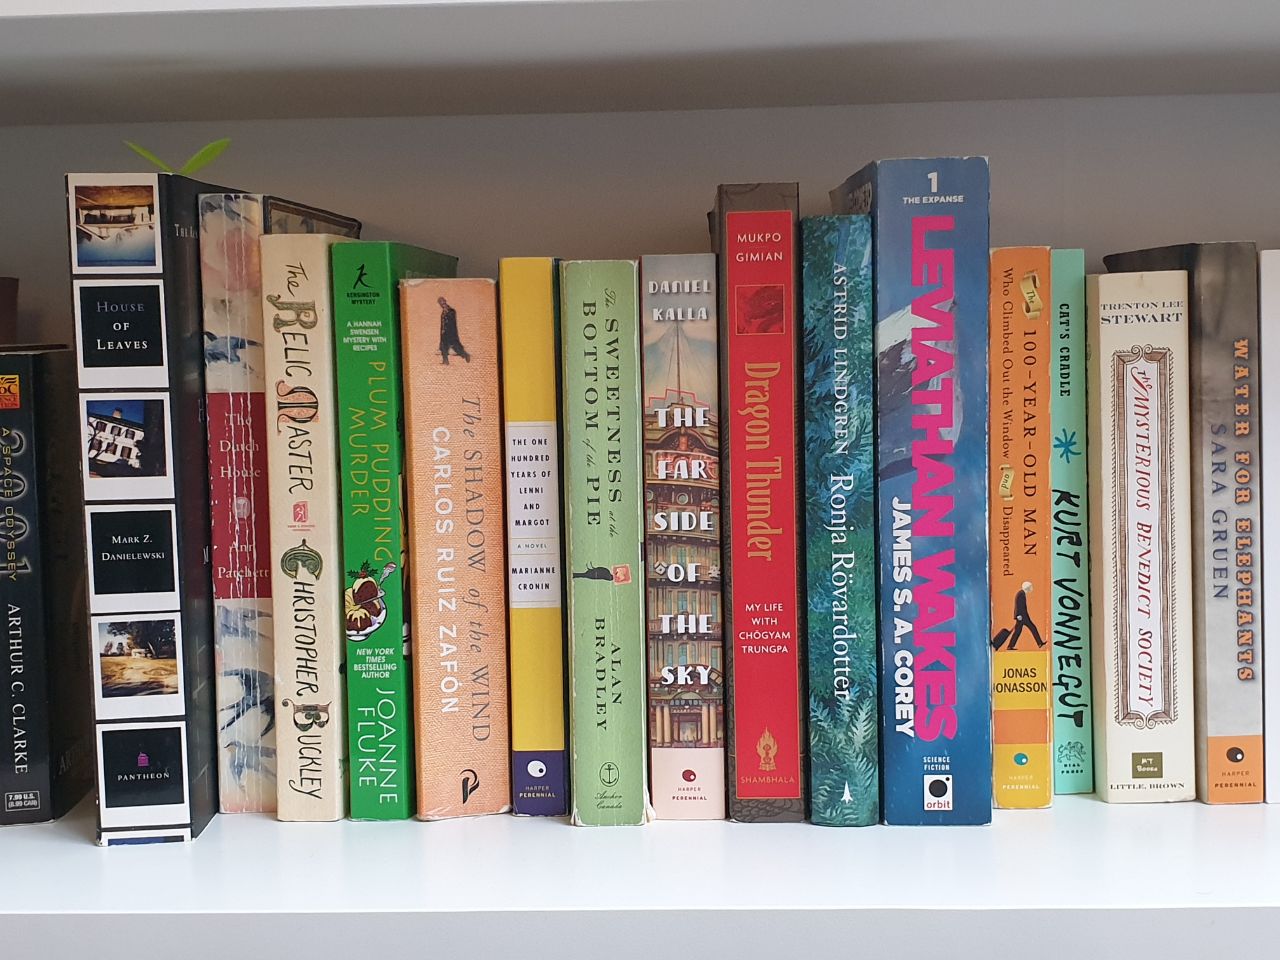 2001
A SPACE ODYSSEY
ARTHUR C. CLARKE
7.99 U.S.
HOUSE
OF
LEAVES
MARK Z.
DANIELEWSKI
PANTHEON
The
Dutch
House
Ann
Patchett
The RELIC MASTER
CHRISTOPHER BUCKLEY
KENSINGTON
MYSTERY
A HANNAH
SWENSEN
MYSTERY WITH
RECIPES
PLUM PUDDING
MURDER
NEW YORK
TIMES
BESTSELLING
AUTHOR
JOANNE
FLUKE
The SHADOW of the WIND
CARLOS RUIZ ZAFÓN
THE ONE
HUNDRED
YEARS OF
LENNI
AND
MARGOT
A NOVEL
MARIANNE
CRONIN
HARPER
PERENNIAL
The SWEETNESS at the
BOTTOM of the PIE
ALAN
BRADLEY
Anchor
Canada
DANIEL
KALLA
THE
FAR
SIDE
OF
THE
SKY
HARPER
PERENNIAL
MUKPO
GIMIAN
Dragon Thunder
MY LIFE
WITH
CHÖGYAM
TRUNGPA
SHAMBHALA
ASTRID LINDGREN Ronja Rövardotter
1
THE EXPANSE
LEVIATHAN WAKES
JAMES S. A. COREY
SCIENCE
FICTION
orbit
The 100-YEAR-OLD MAN
Who Climbed Out the Window and Disappeared
JONAS
JONASSON
HARPER
PERENNIAL
CAT'S CRADLE
KURT VONNEGUT
DIAL
PRESS
TRENTON LEE
STEWART
The MYSTERIOUS BENEDICT SOCIETY
LITTLE, BROWN
WATER FOR ELEPHANTS
SARA GRUEN
HARPER
PERENNIAL